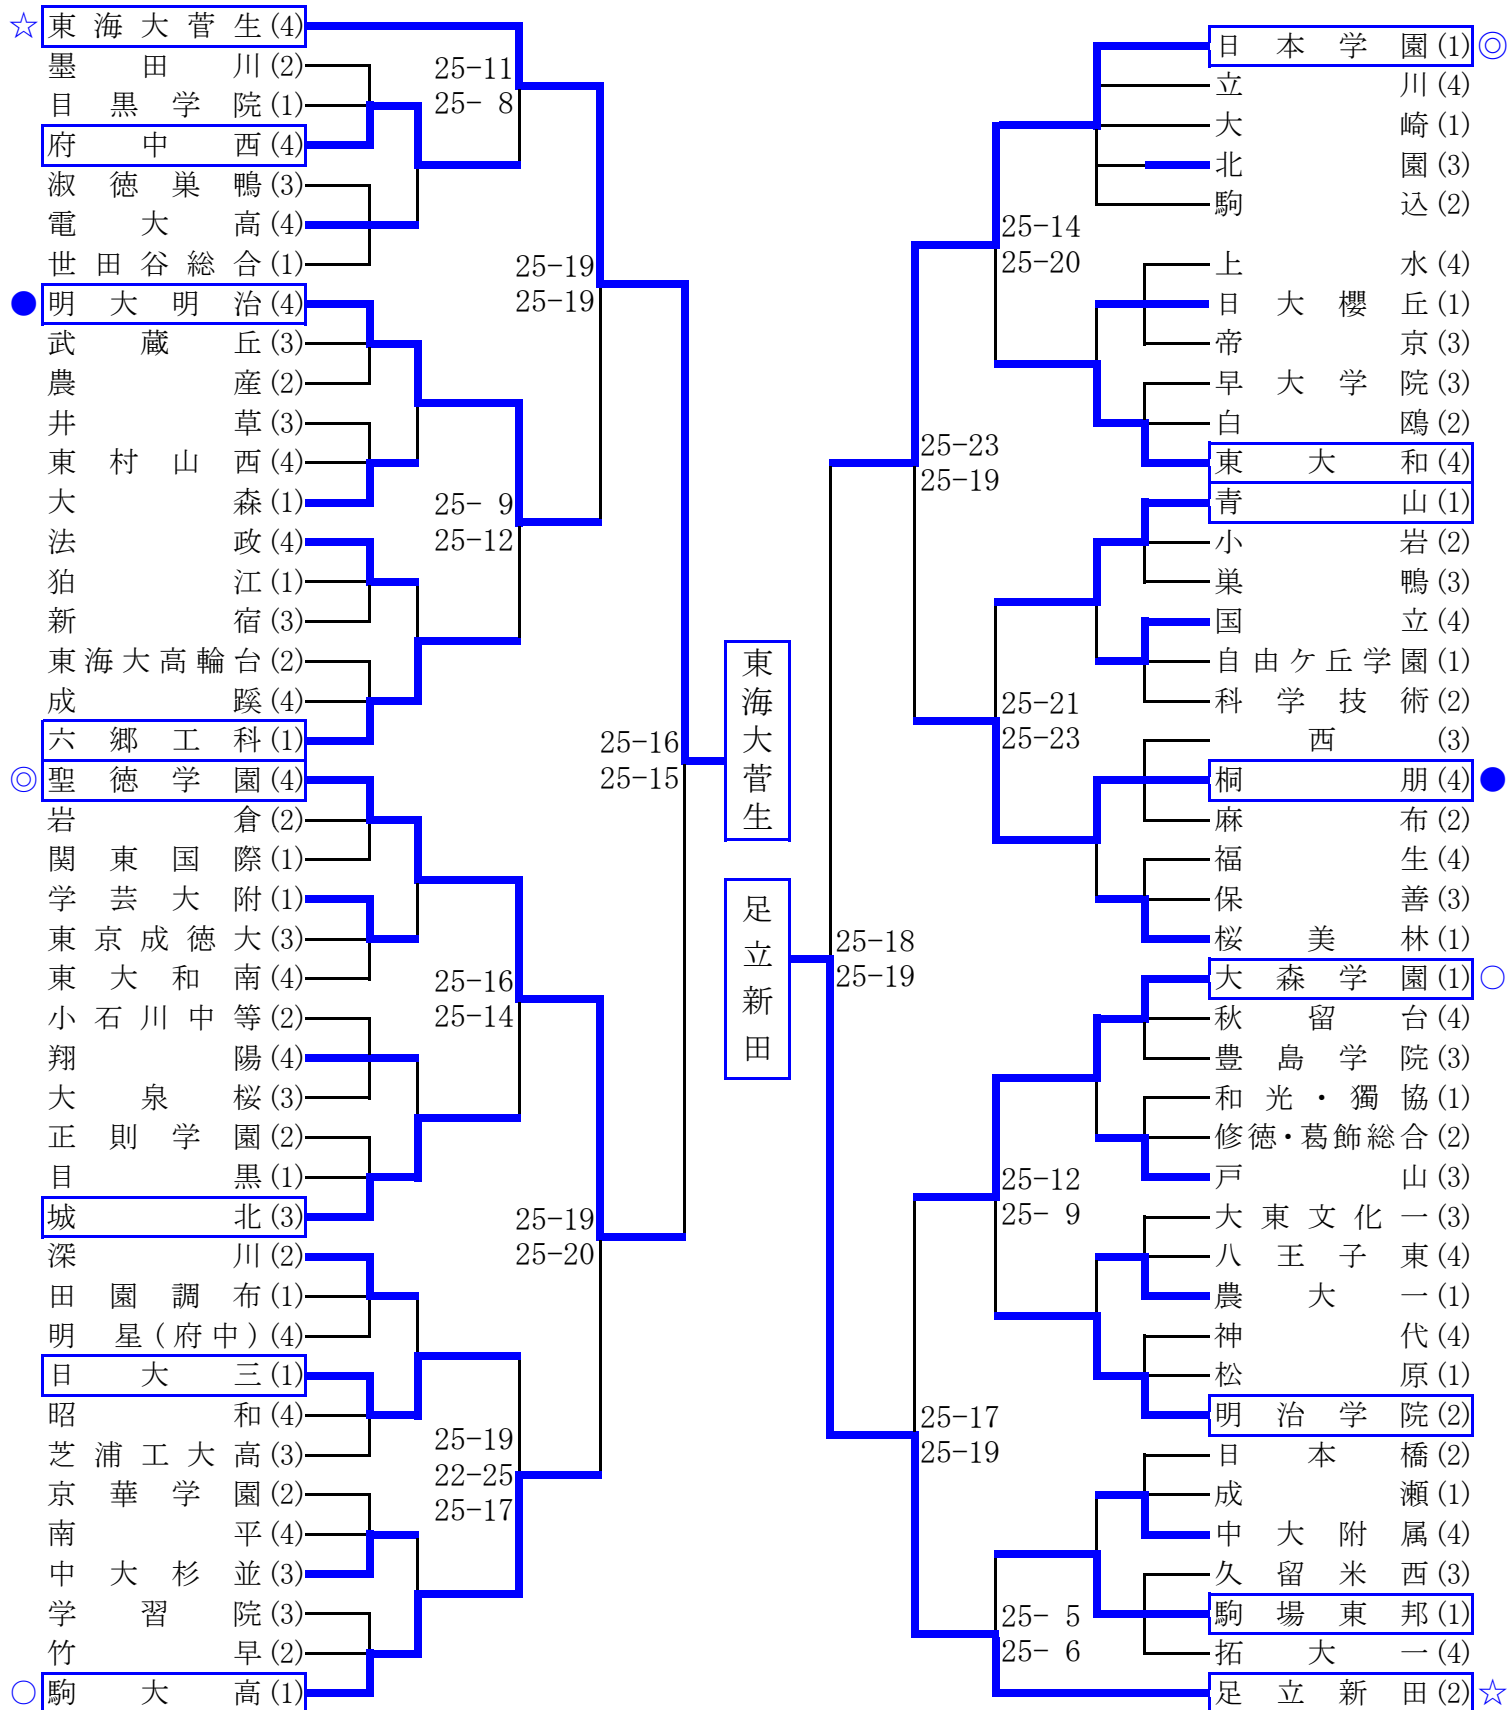 ☆東海大菅生(4)
墨田川(2)
目黒学院(1)
府中西(4)
淑徳巣鴨(3)
電大高(4)
世田谷総合(1)
●明大明治(4)
武蔵丘(3)
農産(2)
井草(3)
東村山西(4)
大森(1)
法政(4)
狛江(1)
新宿(3)
東海大高輪台(2)
成蹊(4)
六郷工科(1)
◎聖徳学園(4)
岩倉(2)
関東国際(1)
学芸大附(1)
東京成徳大(3)
東大和南(4)
小石川中等(2)
翔陽(4)
大泉桜(3)
正則学園(2)
目黒(1)
城北(3)
深川(2)
田園調布(1)
明星(府中)(4)
日大三(1)
昭和(4)
芝浦工大高(3)
京華学園(2)
南平(4)
中大杉並(3)
学習院(3)
竹早(2)
○駒大高(1)
25-11
25- 8
25- 9
25-12
25-16
25-14
25-19
22-25
25-17
25-19
25-19
25-19
25-20
25-16
25-15
東海大菅生
足立新田
25-18
25-19
25-23
25-19
25-17
25-19
25-14
25-20
25-21
25-23
25-12
25- 9
25- 5
25- 6
日本学園(1)◎
立川(4)
大崎(1)
北園(3)
駒込(2)
上水(4)
日大櫻丘(1)
帝京(3)
早大学院(3)
白鴎(2)
東大和(4)
青山(1)
小岩(2)
巣鴨(3)
国立(4)
自由ケ丘学園(1)
科学技術(2)
西(3)
桐朋(4)●
麻布(2)
福生(4)
保善(3)
桜美林(1)
大森学園(1)○
秋留台(4)
豊島学院(3)
和光・獨協(1)
修徳・葛飾総合(2)
戸山(3)
大東文化一(3)
八王子東(4)
農大一(1)
神代(4)
松原(1)
明治学院(2)
日本橋(2)
成瀬(1)
中大附属(4)
久留米西(3)
駒場東邦(1)
拓大一(4)
足立新田(2)☆